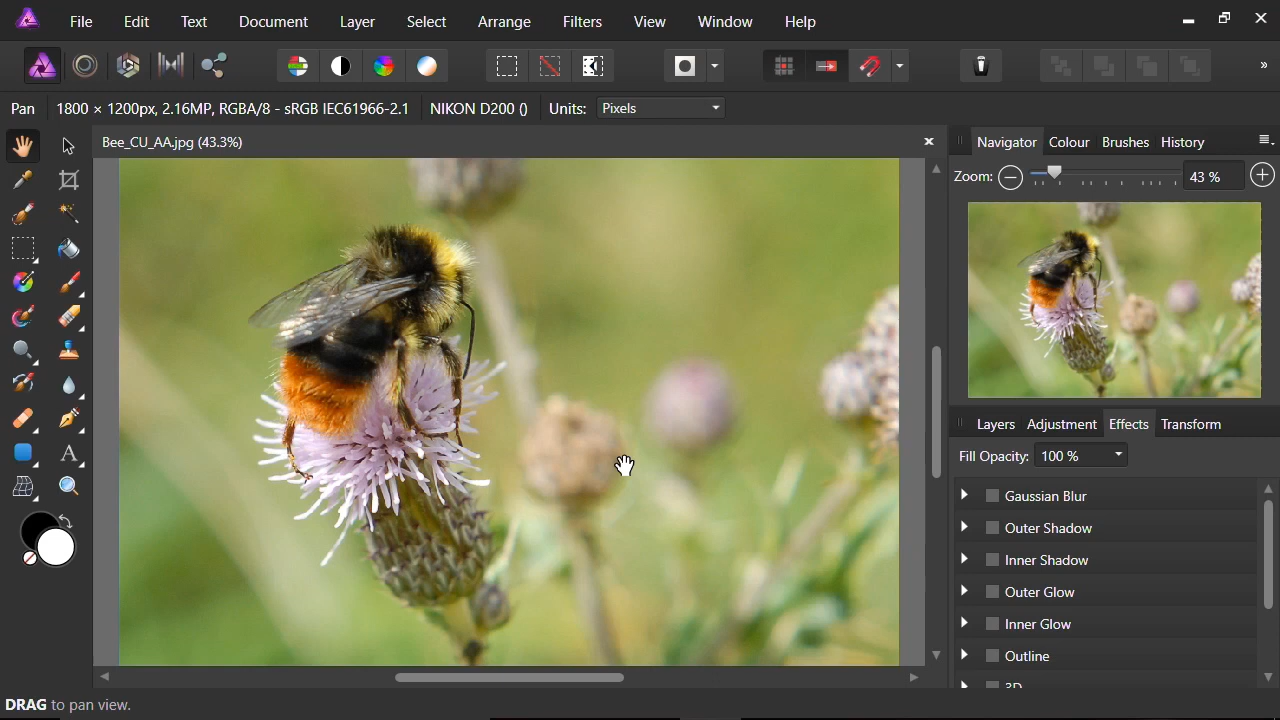 File Edit Text Document Layer Select Arrange Filters View Window Help
»
Pan 1800 × 1200px, 2.16MP, RGBA/8 - sRGB IEC61966-2.1 NIKON D200 () Units: Pixels
Bee_CU_AA.jpg (43.3%)
Navigator Colour Brushes History
Zoom: 43 %
Layers Adjustment Effects Transform
Fill Opacity: 100 %
Gaussian Blur
Outer Shadow
Inner Shadow
Outer Glow
Inner Glow
Outline
3D
A
DRAG to pan view.